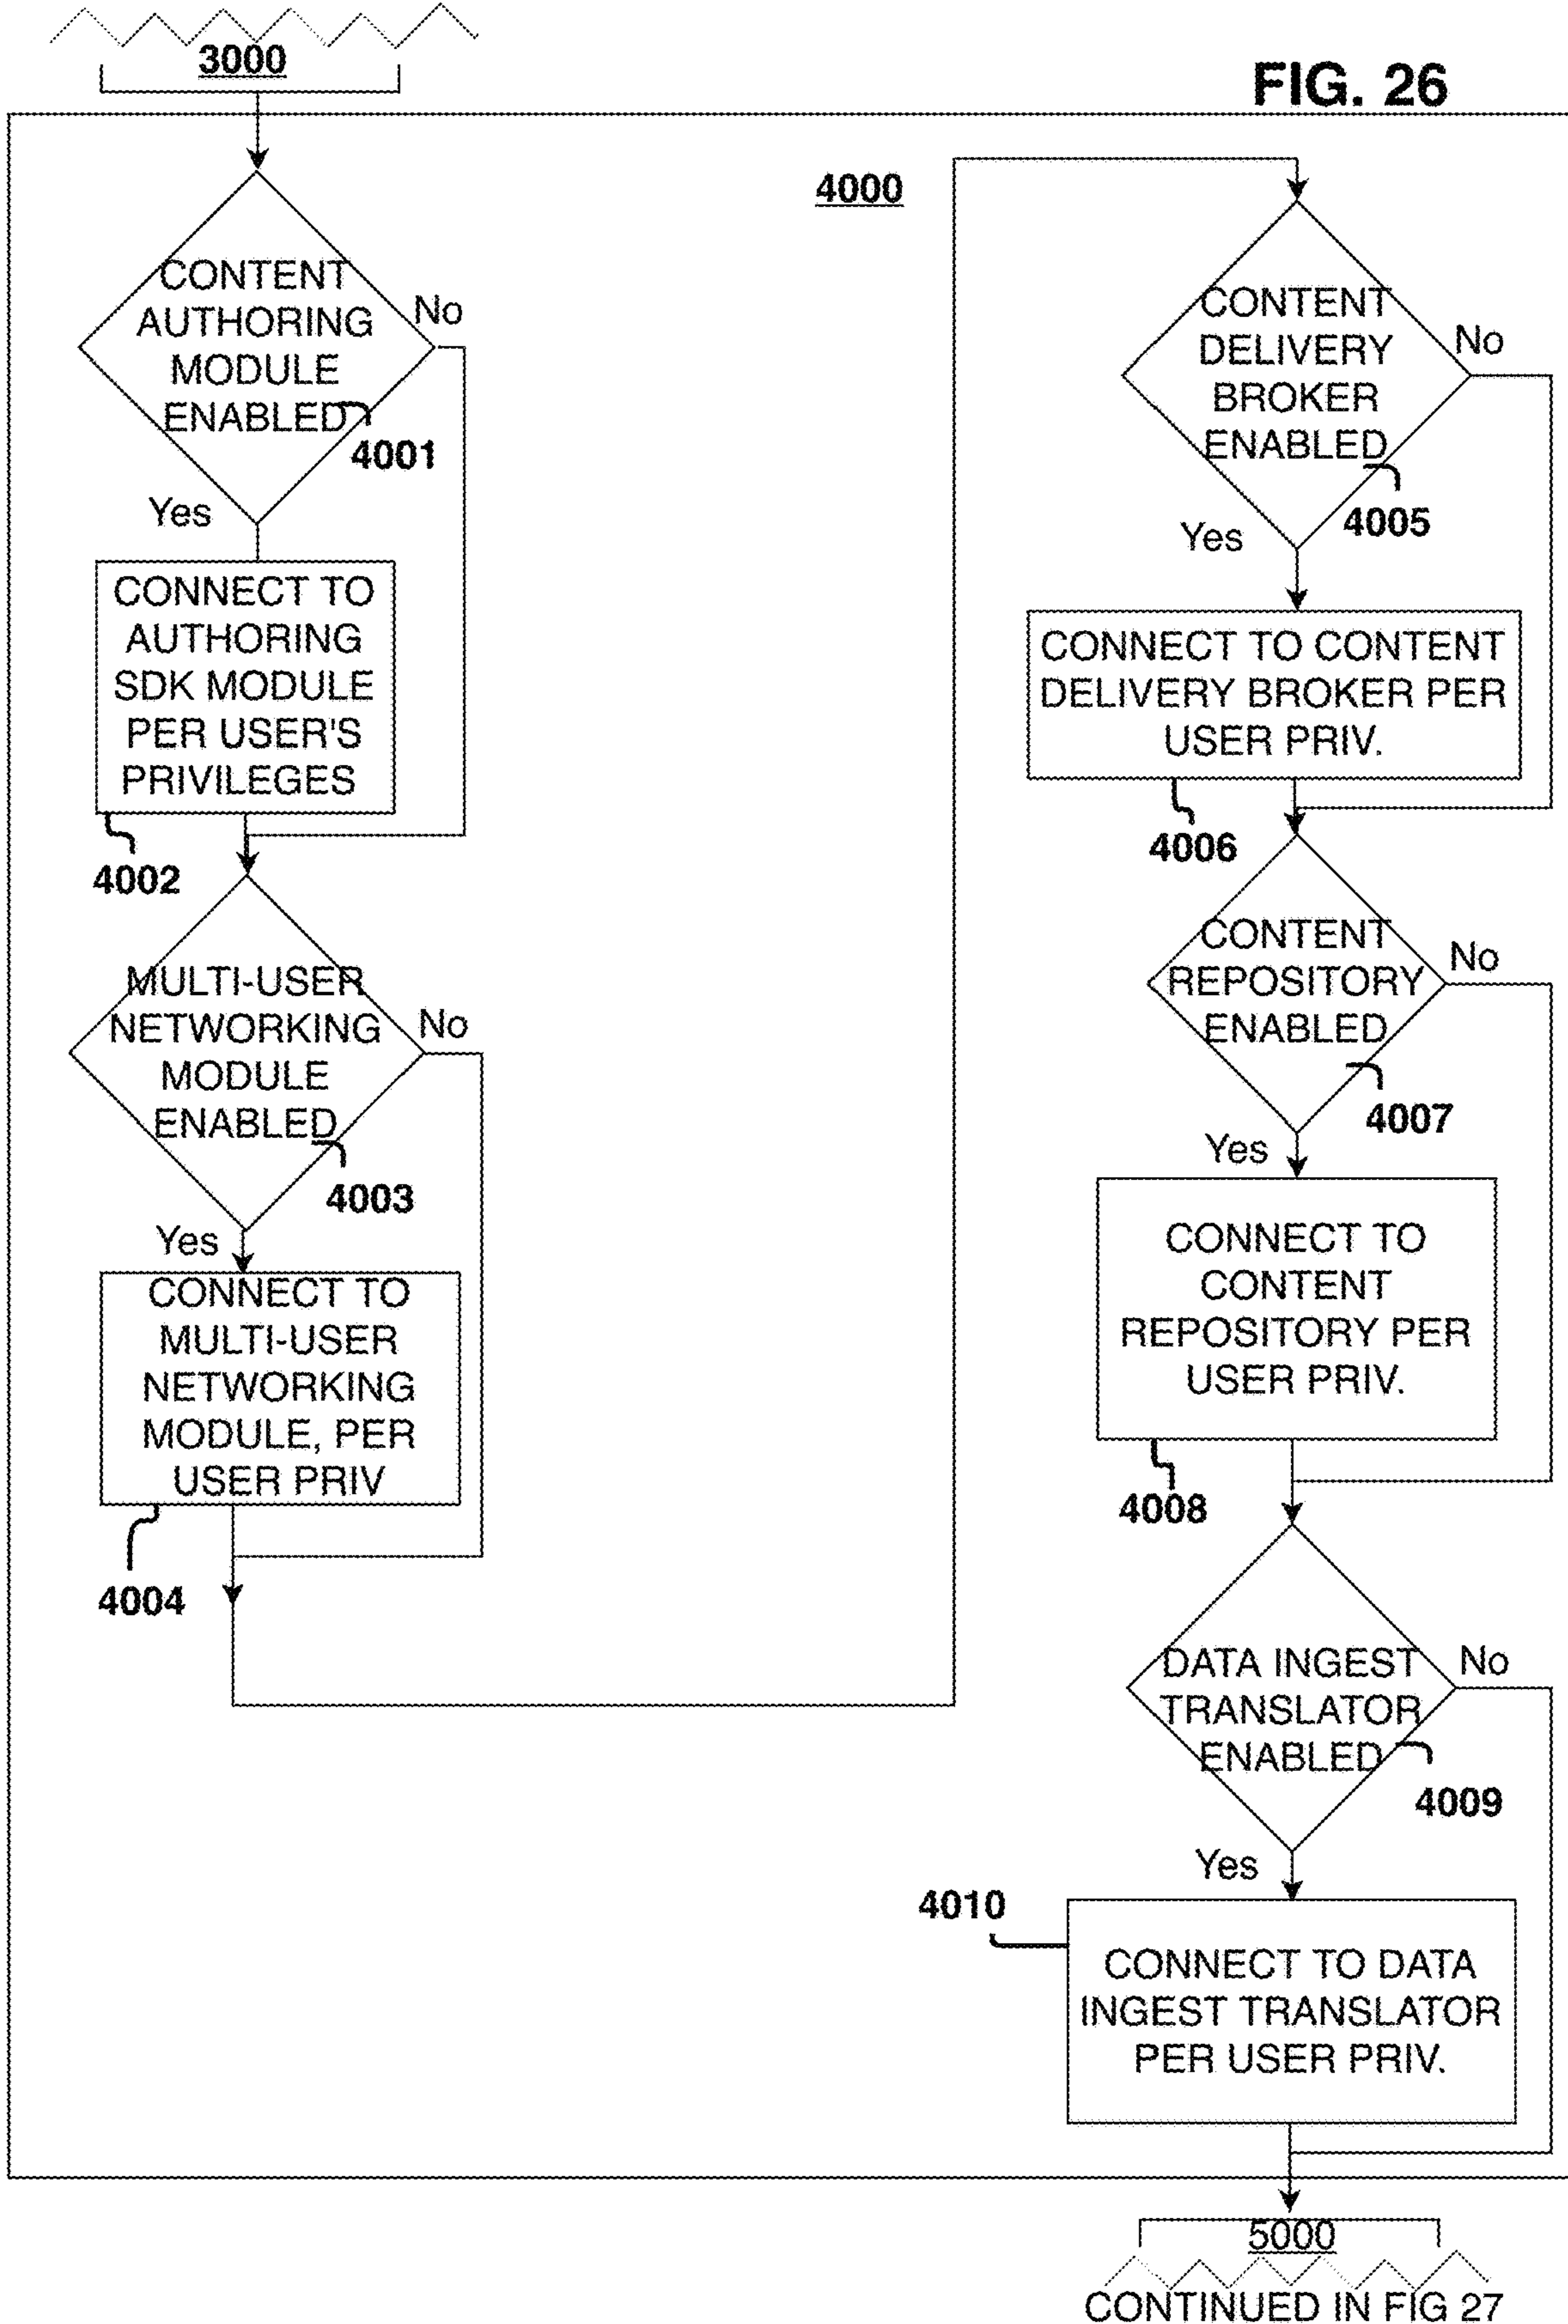 3000
FIG. 26
4000
CONTENT
AUTHORING
MODULE
ENABLED
No
4001
Yes
CONNECT TO
AUTHORING
SDK MODULE
PER USER'S
PRIVILEGES
4002
MULTI-USER
NETWORKING
MODULE
ENABLED
No
4003
Yes
CONNECT TO
MULTI-USER
NETWORKING
MODULE, PER
USER PRIV
4004
CONTENT
DELIVERY
BROKER
ENABLED
No
4005
Yes
CONNECT TO CONTENT
DELIVERY BROKER PER
USER PRIV.
4006
CONTENT
REPOSITORY
ENABLED
No
4007
Yes
CONNECT TO
CONTENT
REPOSITORY PER
USER PRIV.
4008
DATA INGEST
TRANSLATOR
ENABLED
No
4009
Yes
4010
CONNECT TO DATA
INGEST TRANSLATOR
PER USER PRIV.
5000
CONTINUED IN FIG 27